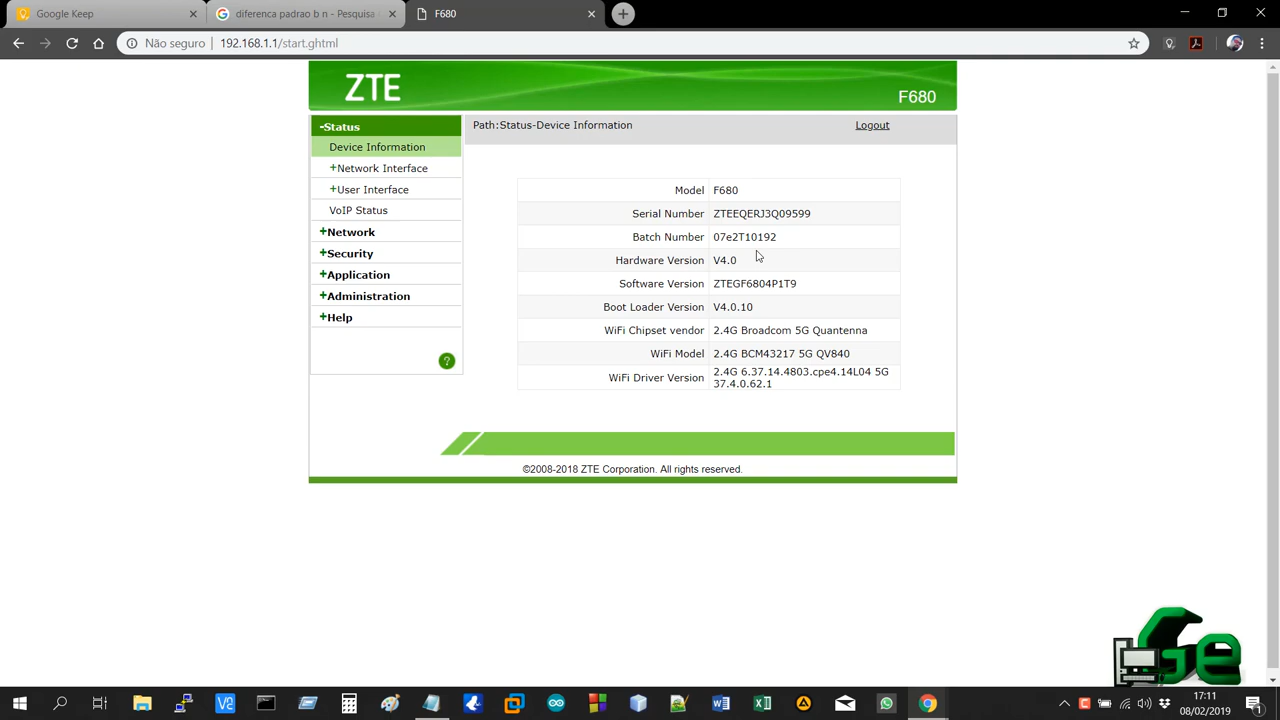 Google Keep
diferenca padrao b n - Pesquisa
F680
Não seguro 192.168.1.1/start.ghtml
ZTE
F680
-Status
Path:Status-Device Information
Logout
Device Information
+Network Interface
+User Interface
VoIP Status
+Network
+Security
+Application
+Administration
+Help
?
Model F680
Serial Number ZTEEQERJ3Q09599
Batch Number 07e2T10192
Hardware Version V4.0
Software Version ZTEGF6804P1T9
Boot Loader Version V4.0.10
WiFi Chipset vendor 2.4G Broadcom 5G Quantenna
WiFi Model 2.4G BCM43217 5G QV840
WiFi Driver Version 2.4G 6.37.14.4803.cpe4.14L04 5G
37.4.0.62.1
©2008-2018 ZTE Corporation. All rights reserved.
Ge
17:11
08/02/2019